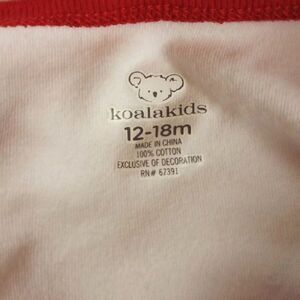 koalakids
12-18m
MADE IN CHINA
100% COTTON
EXCLUSIVE OF DECORATION
RN# 67391